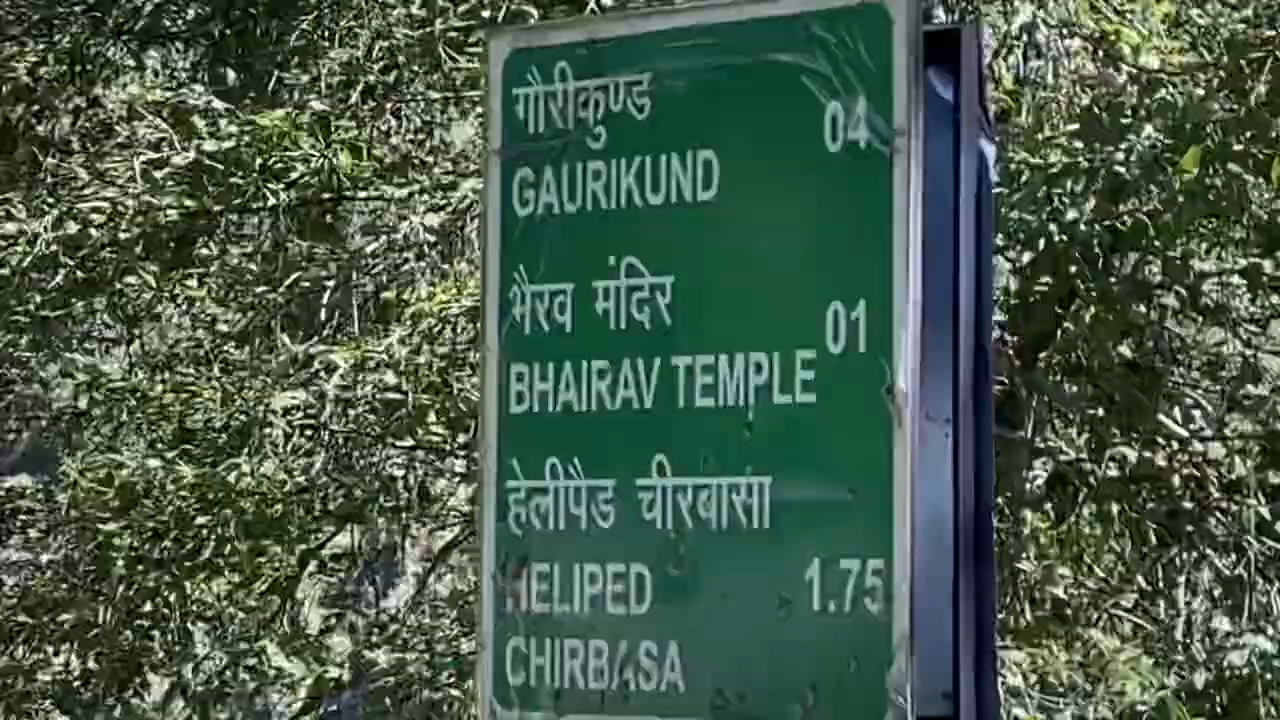 गौरीकुण्ड
04
GAURIKUND
भैरव मंदिर
01
BHAIRAV TEMPLE
हेलीपैड चीरबासा
HELIPED 1.75
CHIRBASA